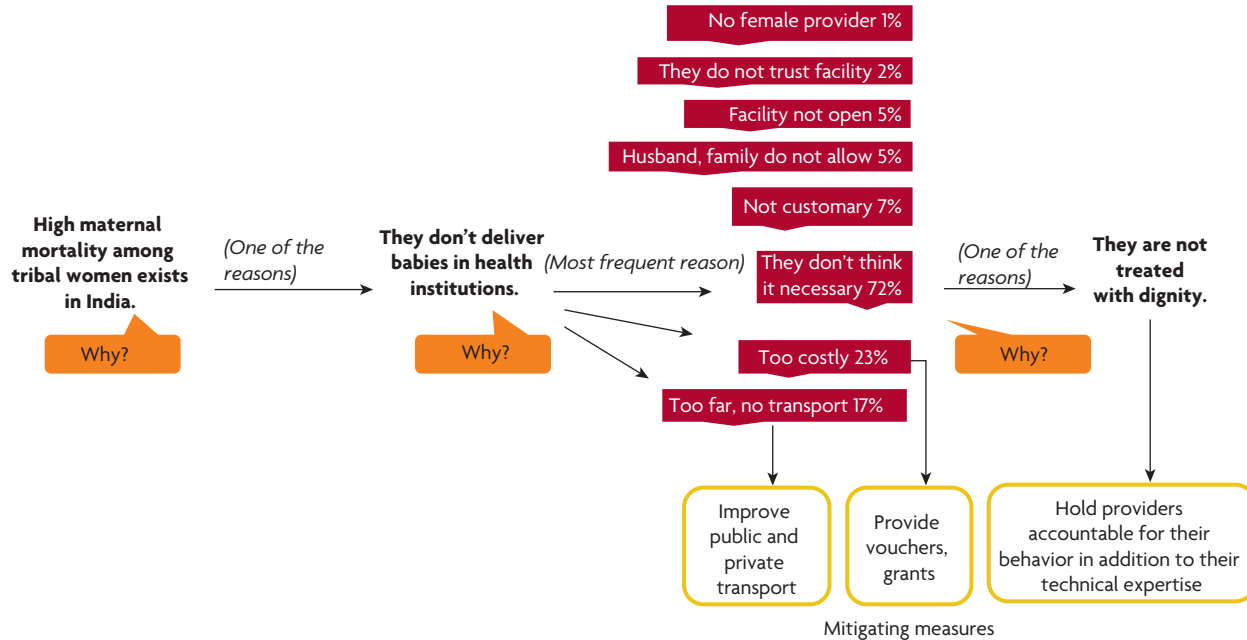 No female provider 1%
They do not trust facility 2%
Facility not open 5%
Husband, family do not allow 5%
Not customary 7%
High maternal
mortality among
tribal women exists
in India.
Why?
(One of the
reasons)
They don’t deliver
babies in health
institutions.
Why?
(Most frequent reason)
They don’t think
it necessary 72%
(One of the
reasons)
Why?
They are not
treated
with dignity.
Too costly 23%
Too far, no transport 17%
Improve
public and
private
transport
Provide
vouchers,
grants
Hold providers
accountable for their
behavior in addition to their
technical expertise
Mitigating measures